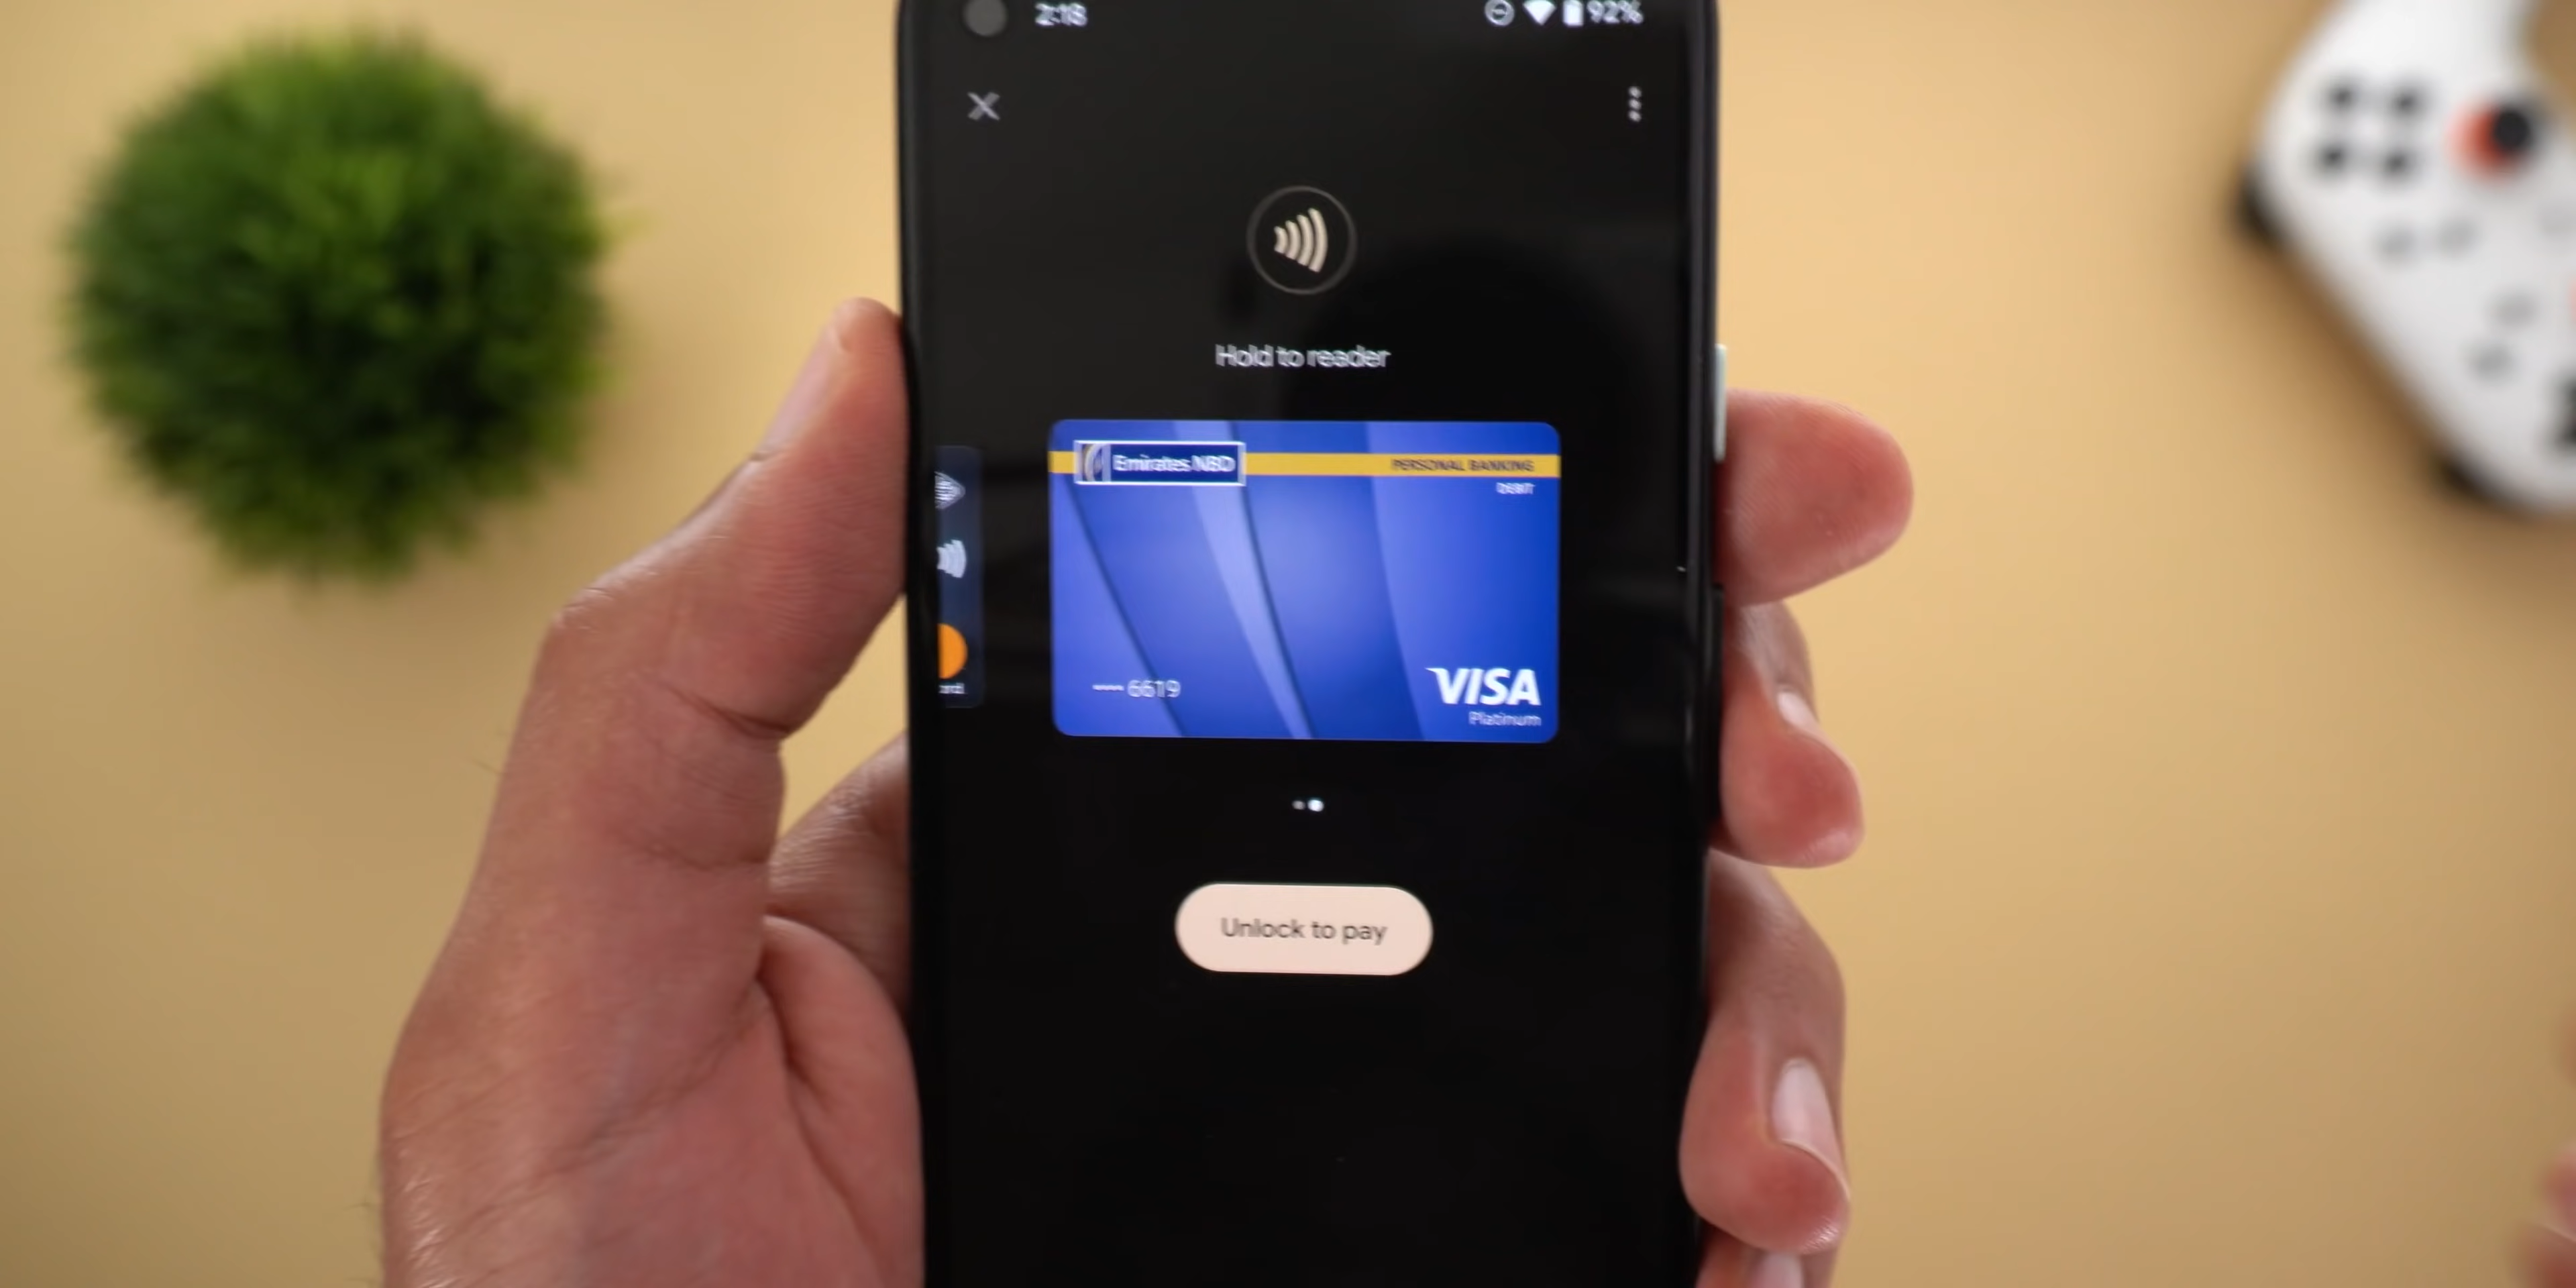 2:18
92%
Hold to reader
Emirates NBD
PERSONAL BANKING
DEBIT
•••• 6619
VISA
Platinum
Unlock to pay